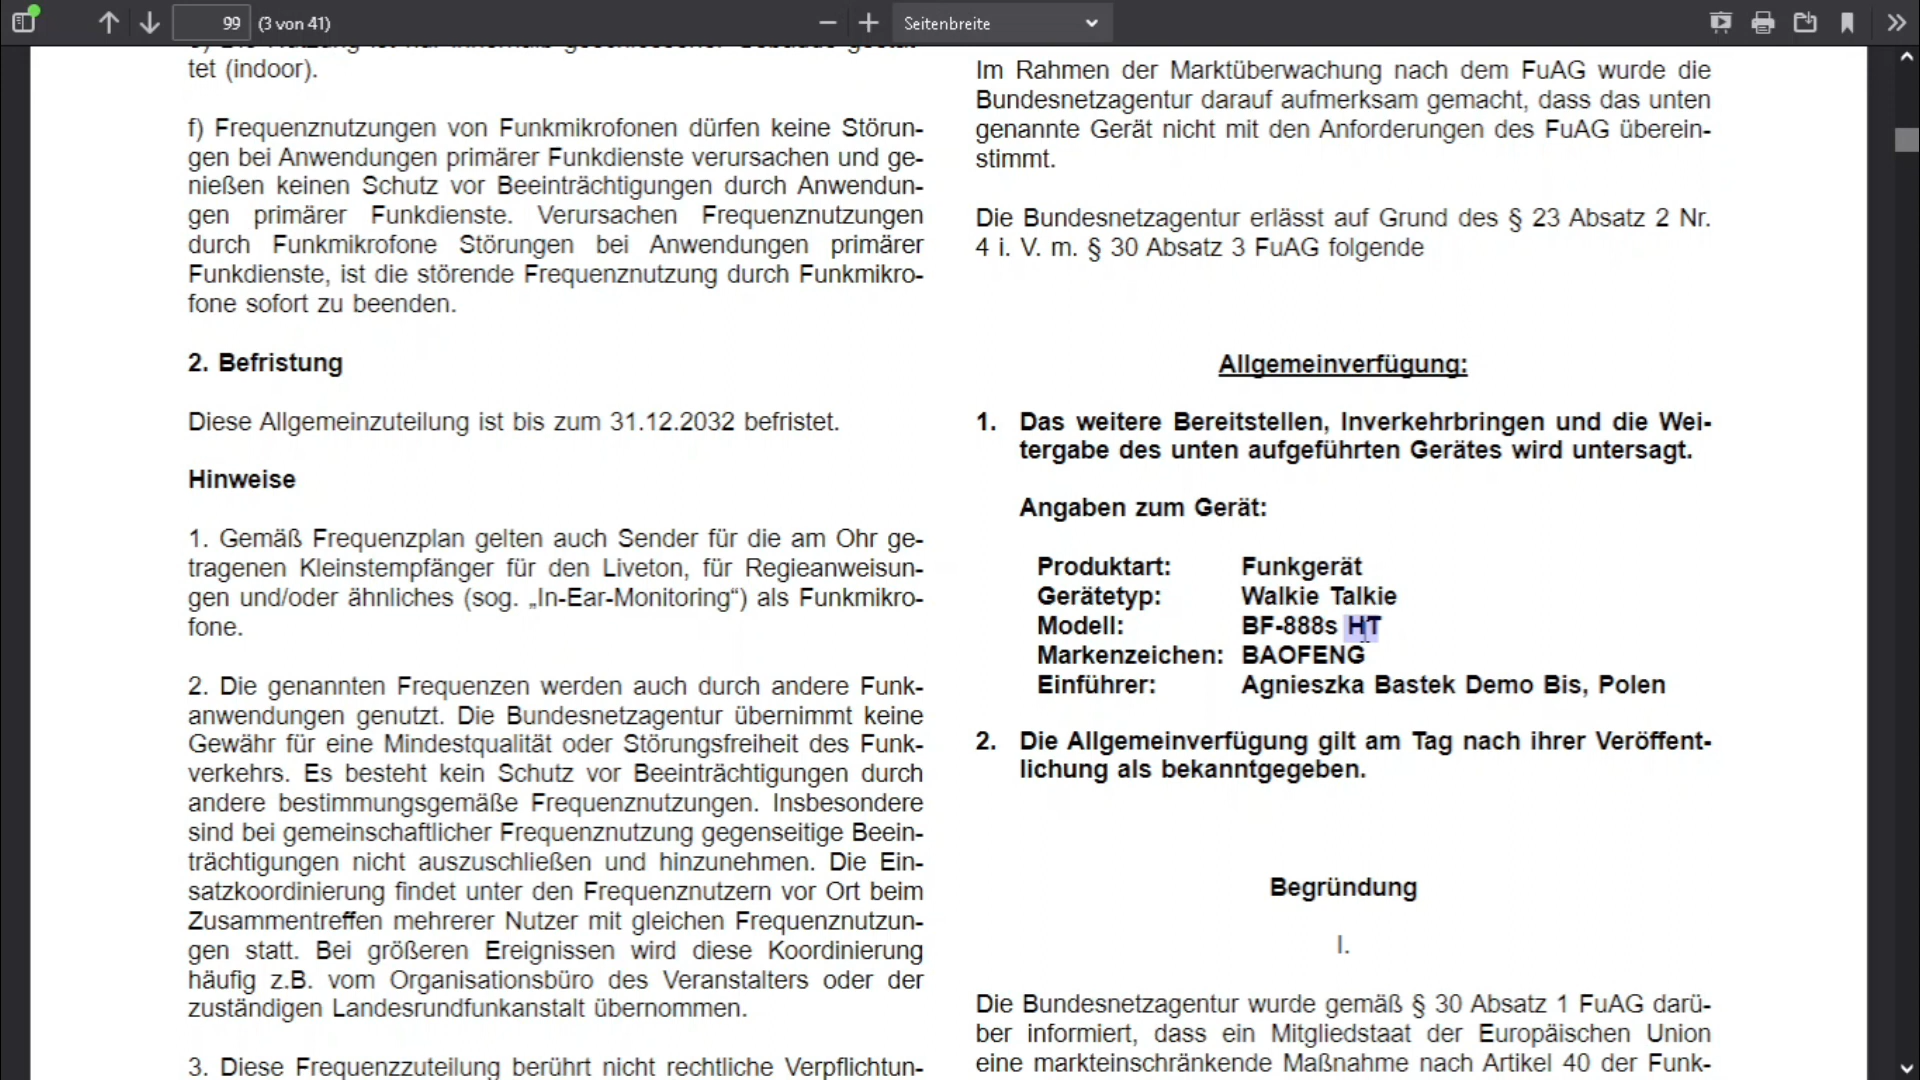 99
(3 von 41)
Seitenbreite
tet (indoor).
f) Frequenznutzungen von Funkmikrofonen dürfen keine Störun-
gen bei Anwendungen primärer Funkdienste verursachen und ge-
nießen keinen Schutz vor Beeinträchtigungen durch Anwendun-
gen primärer Funkdienste. Verursachen Frequenznutzungen
durch Funkmikrofone Störungen bei Anwendungen primärer
Funkdienste, ist die störende Frequenznutzung durch Funkmikro-
fone sofort zu beenden.
2. Befristung
Diese Allgemeinzuteilung ist bis zum 31.12.2032 befristet.
Hinweise
1. Gemäß Frequenzplan gelten auch Sender für die am Ohr ge-
tragenen Kleinstempfänger für den Liveton, für Regieanweisun-
gen und/oder ähnliches (sog. „In-Ear-Monitoring“) als Funkmikro-
fone.
2. Die genannten Frequenzen werden auch durch andere Funk-
anwendungen genutzt. Die Bundesnetzagentur übernimmt keine
Gewähr für eine Mindestqualität oder Störungsfreiheit des Funk-
verkehrs. Es besteht kein Schutz vor Beeinträchtigungen durch
andere bestimmungsgemäße Frequenznutzungen. Insbesondere
sind bei gemeinschaftlicher Frequenznutzung gegenseitige Beein-
trächtigungen nicht auszuschließen und hinzunehmen. Die Ein-
satzkoordinierung findet unter den Frequenznutzern vor Ort beim
Zusammentreffen mehrerer Nutzer mit gleichen Frequenznutzun-
gen statt. Bei größeren Ereignissen wird diese Koordinierung
häufig z.B. vom Organisationsbüro des Veranstalters oder der
zuständigen Landesrundfunkanstalt übernommen.
3. Diese Frequenzzuteilung berührt nicht rechtliche Verpflichtun-
Im Rahmen der Marktüberwachung nach dem FuAG wurde die
Bundesnetzagentur darauf aufmerksam gemacht, dass das unten
genannte Gerät nicht mit den Anforderungen des FuAG überein-
stimmt.
Die Bundesnetzagentur erlässt auf Grund des § 23 Absatz 2 Nr.
4 i. V. m. § 30 Absatz 3 FuAG folgende
Allgemeinverfügung:
1. Das weitere Bereitstellen, Inverkehrbringen und die Wei-
tergabe des unten aufgeführten Gerätes wird untersagt.
Angaben zum Gerät:
Produktart: Funkgerät
Gerätetyp: Walkie Talkie
Modell: BF-888s HT
Markenzeichen: BAOFENG
Einführer: Agnieszka Bastek Demo Bis, Polen
2. Die Allgemeinverfügung gilt am Tag nach ihrer Veröffent-
lichung als bekanntgegeben.
Begründung
I.
Die Bundesnetzagentur wurde gemäß § 30 Absatz 1 FuAG darü-
ber informiert, dass ein Mitgliedstaat der Europäischen Union
eine markteinschränkende Maßnahme nach Artikel 40 der Funk-